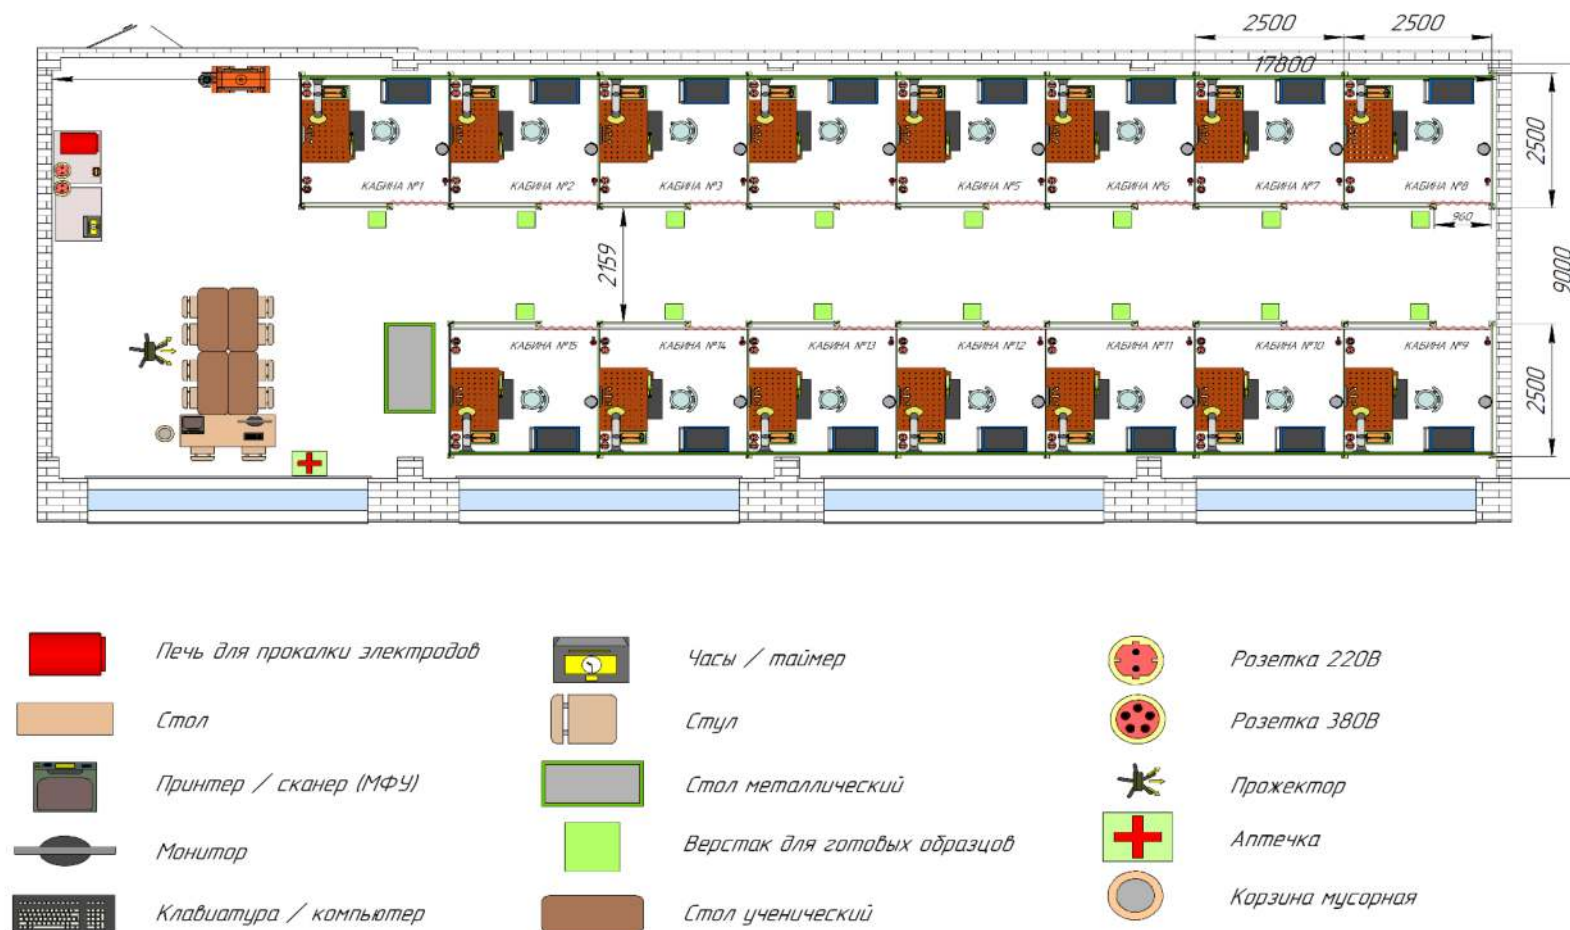 2500 2500
17800
2500
КАБИНА №1 КАБИНА №2 КАБИНА №3 КАБИНА №5 КАБИНА №6 КАБИНА №7 КАБИНА №8
960
2159
9000
КАБИНА №15 КАБИНА №14 КАБИНА №13 КАБИНА №12 КАБИНА №11 КАБИНА №10 КАБИНА №9
2500
Печь для прокалки электродов
Часы / таймер
Розетка 220В
Стол
Стул
Розетка 380В
Принтер / сканер (МФУ)
Стол металлический
Прожектор
Монитор
Верстак для готовых образцов
Аптечка
Клавиатура / компьютер
Стол ученический
Корзина мусорная